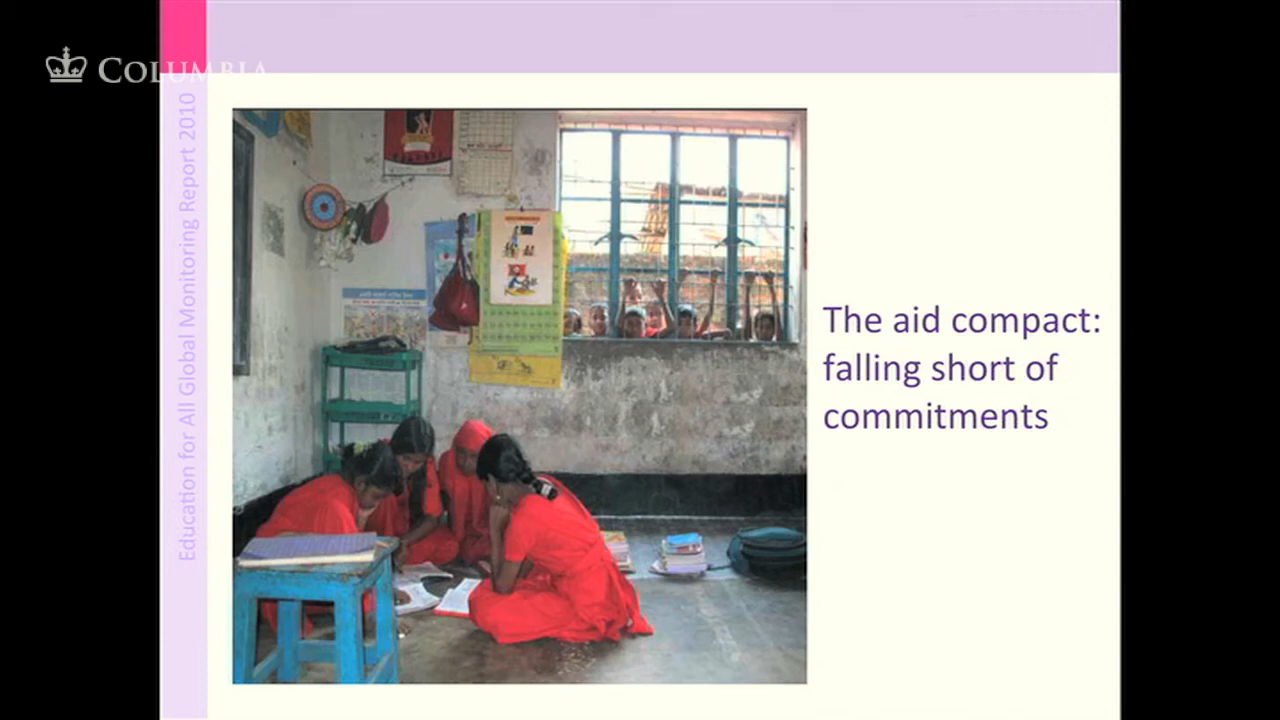 COLUMBIA
Education for All Global Monitoring Report 2010
The aid compact:
falling short of
commitments